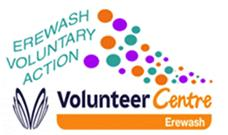 EREWASH
VOLUNTARY
ACTION
Volunteer Centre
Erewash